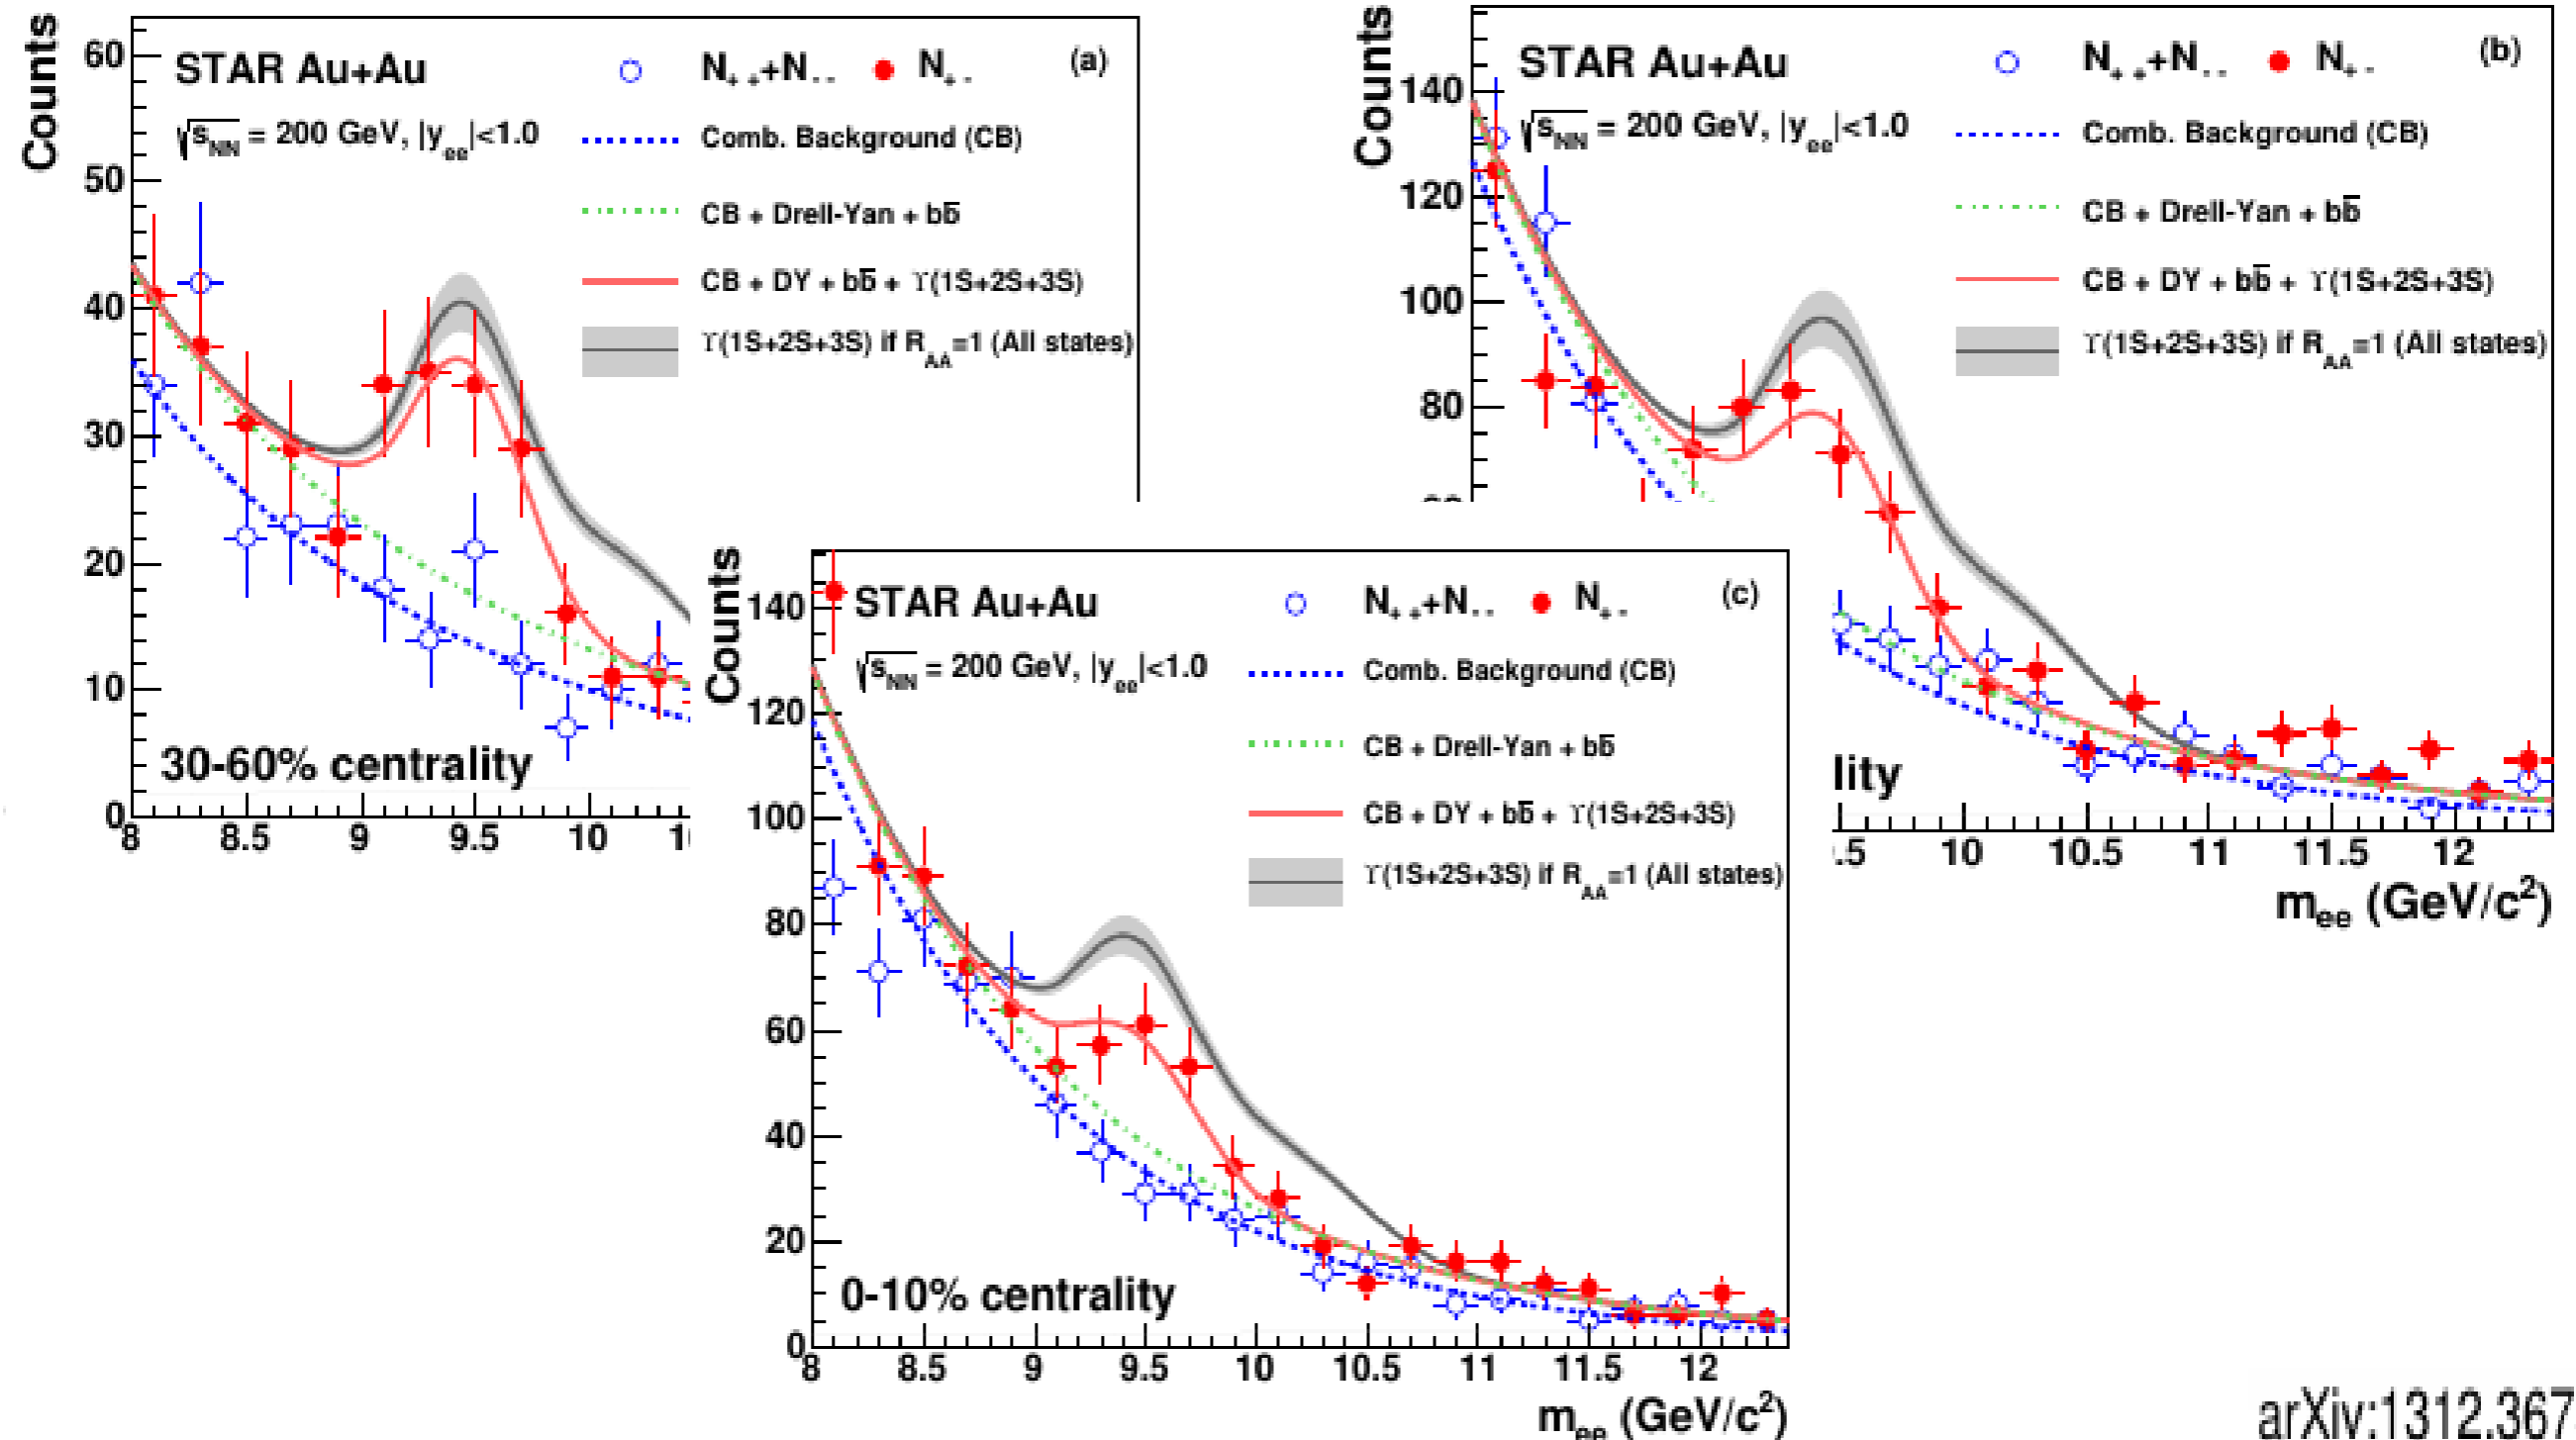 Counts
60
50
40
30
20
10
0
STAR Au+Au
N++ +N-- N+- (a)
√sNN = 200 GeV, |yee|<1.0
Comb. Background (CB)
CB + Drell-Yan + bb̅
CB + DY + bb̅ + ϒ(1S+2S+3S)
ϒ(1S+2S+3S) if RAA=1 (All states)
30-60% centrality
8 8.5 9 9.5 10
Counts
140
120
100
80
STAR Au+Au
N++ +N-- N+- (b)
√sNN = 200 GeV, |yee|<1.0
Comb. Background (CB)
CB + Drell-Yan + bb̅
CB + DY + bb̅ + ϒ(1S+2S+3S)
ϒ(1S+2S+3S) if RAA=1 (All states)
lity
.5 10 10.5 11 11.5 12
mee (GeV/c²)
Counts
140
120
100
80
60
40
20
0
STAR Au+Au
N++ +N-- N+- (c)
√sNN = 200 GeV, |yee|<1.0
Comb. Background (CB)
CB + Drell-Yan + bb̅
CB + DY + bb̅ + ϒ(1S+2S+3S)
ϒ(1S+2S+3S) if RAA=1 (All states)
0-10% centrality
8 8.5 9 9.5 10 10.5 11 11.5 12
mee (GeV/c²)
arXiv:1312.367